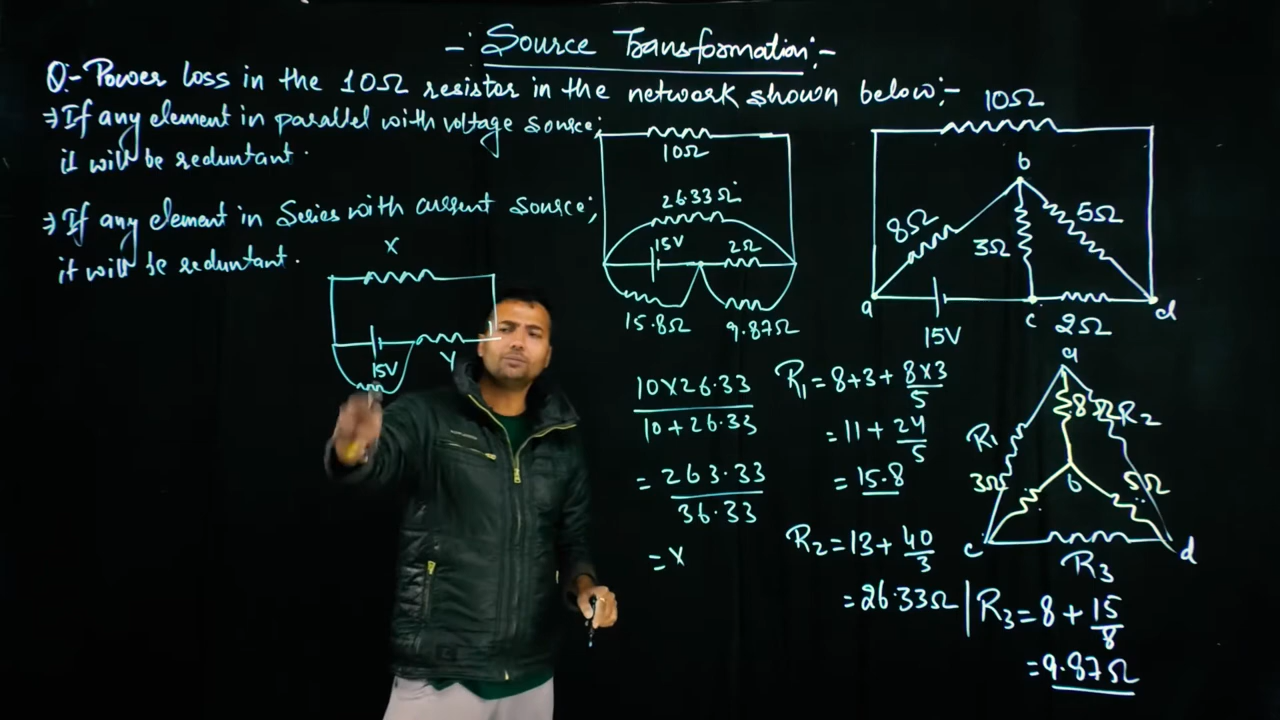 -: Source Transformation:-
Q:- Power loss in the 10Ω resistor in the network shown below:-
⇒ If any element in parallel with voltage source;
it will be reduntant.
⇒ If any element in Series with current source;
it will be reduntant.
X
15V
Y
10Ω
26.33Ω
15V
2Ω
15.8Ω
9.87Ω
10Ω
b
8Ω
3Ω
5Ω
a
c
d
15V
2Ω
10×26.33
10+26.33
= 263.33
36.33
= x
R1 = 8+3+ 8×3
5
= 11+ 24
5
= 15.8
R2 = 13+ 40
3
= 26.33Ω
R3 = 8 + 15
8
= 9.87Ω
a
R1
8Ω
R2
3Ω
b
5Ω
c
d
R3